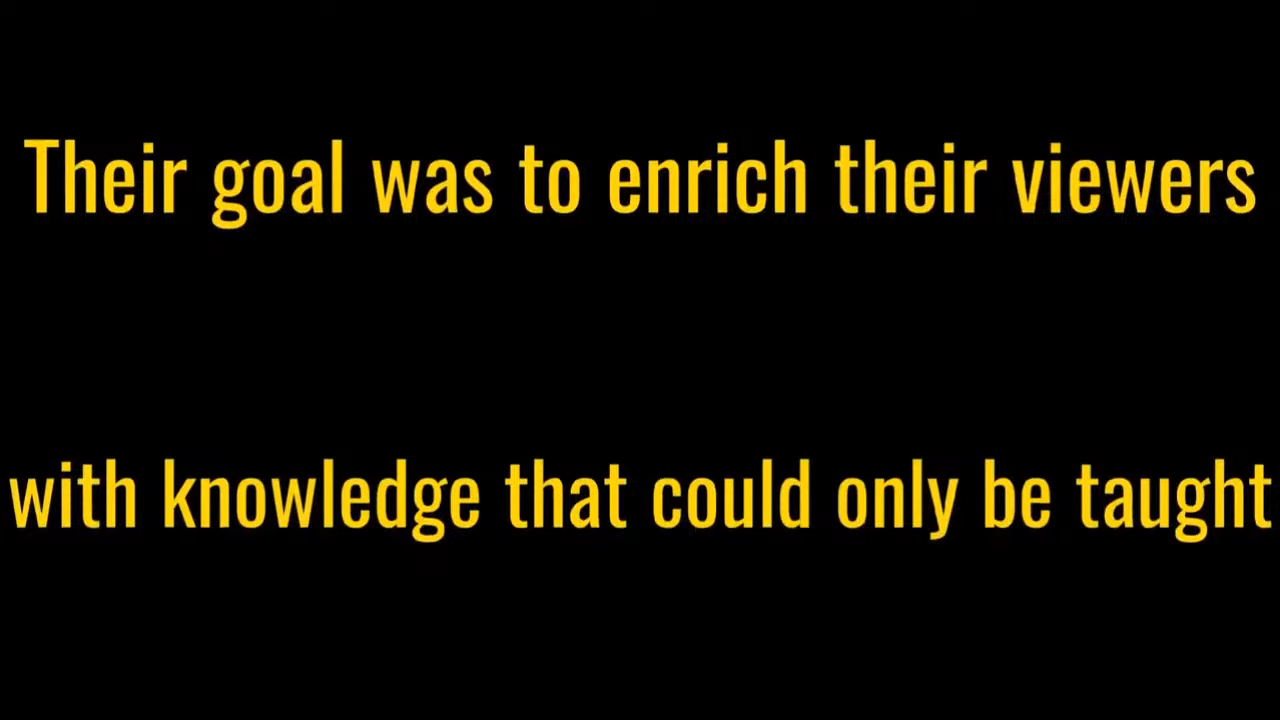 Their goal was to enrich their viewers
with knowledge that could only be taught